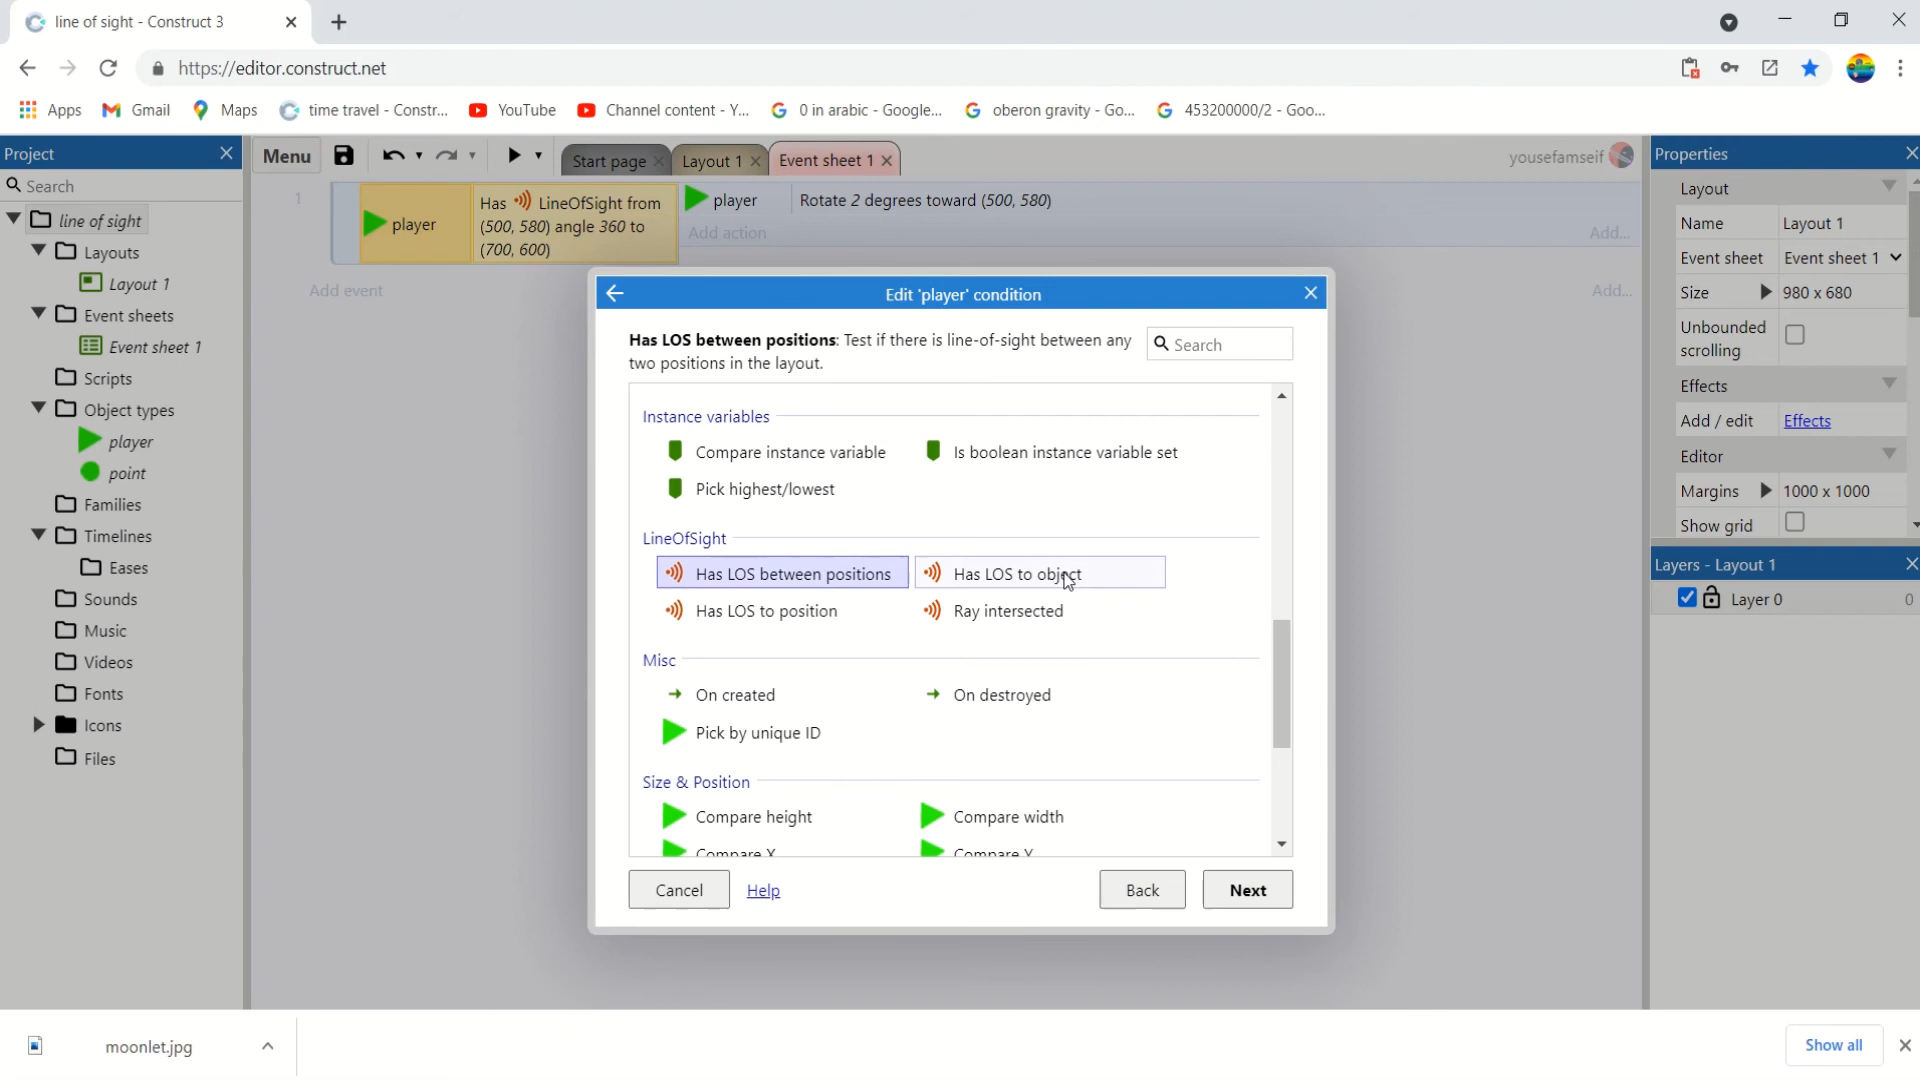 line of sight - Construct 3
https://editor.construct.net
Apps Gmail Maps time travel - Constr... YouTube Channel content - Y... 0 in arabic - Google... oberon gravity - Go... 453200000/2 - Goo...
Project
Search
line of sight
Layouts
Layout 1
Event sheets
Event sheet 1
Scripts
Object types
player
point
Families
Timelines
Eases
Sounds
Music
Videos
Fonts
Icons
Files
Menu
Start page
Layout 1
Event sheet 1
yousefamseif
1
player
Has LineOfSight from
(500, 580) angle 360 to
(700, 600)
player
Rotate 2 degrees toward (500, 580)
Add action
Add...
Add event
Add...
Edit 'player' condition
Has LOS between positions: Test if there is line-of-sight between any
two positions in the layout.
Search
Instance variables
Compare instance variable Is boolean instance variable set
Pick highest/lowest
LineOfSight
Has LOS between positions Has LOS to object
Has LOS to position Ray intersected
Misc
On created On destroyed
Pick by unique ID
Size & Position
Compare height Compare width
Compare X Compare Y
Cancel Help Back Next
Properties
Layout
Name Layout 1
Event sheet Event sheet 1
Size 980 x 680
Unbounded
scrolling
Effects
Add / edit Effects
Editor
Margins 1000 x 1000
Show grid
Layers - Layout 1
Layer 0 0
moonlet.jpg
Show all